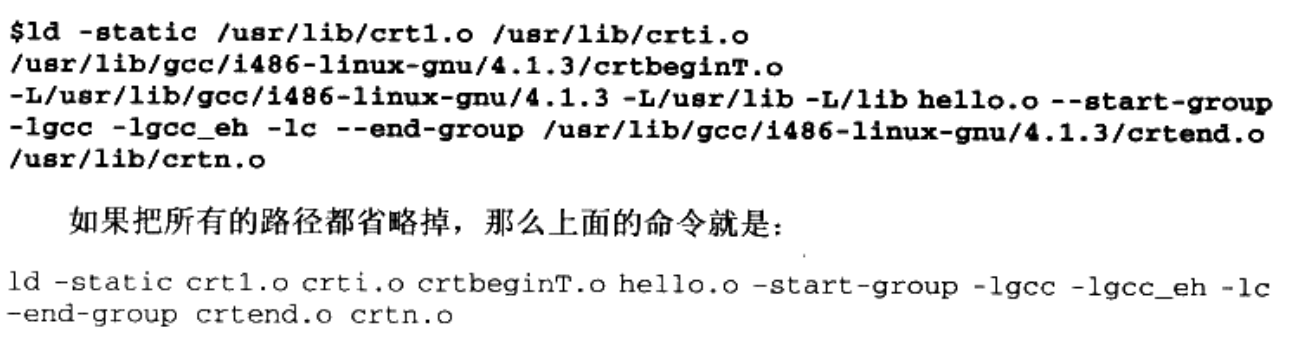 $ld -static /usr/lib/crt1.o /usr/lib/crti.o
/usr/lib/gcc/i486-linux-gnu/4.1.3/crtbeginT.o
-L/usr/lib/gcc/i486-linux-gnu/4.1.3 -L/usr/lib -L/lib hello.o --start-group
-lgcc -lgcc_eh -lc --end-group /usr/lib/gcc/i486-linux-gnu/4.1.3/crtend.o
/usr/lib/crtn.o
如果把所有的路径都省略掉，那么上面的命令就是：
ld -static crt1.o crti.o crtbeginT.o hello.o -start-group -lgcc -lgcc_eh -lc
-end-group crtend.o crtn.o